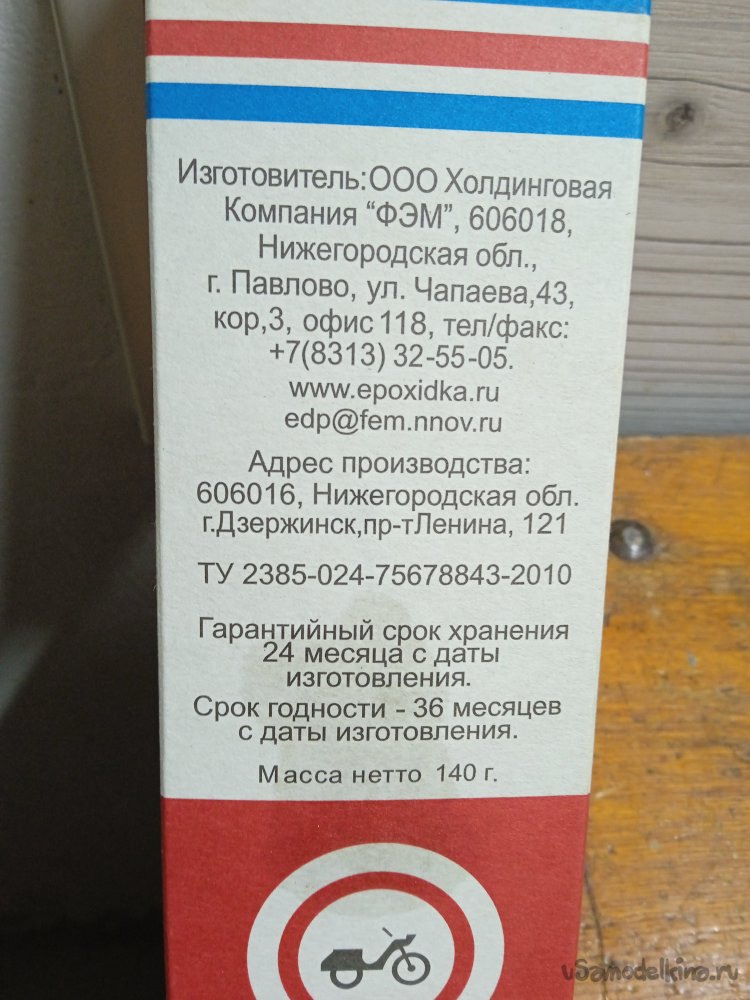 Изготовитель:ООО Холдинговая
Компания “ФЭМ”, 606018,
Нижегородская обл.,
г. Павлово, ул. Чапаева,43,
кор,3, офис 118, тел/факс:
+7(8313) 32-55-05.
www.epoxidka.ru
edp@fem.nnov.ru
Адрес производства:
606016, Нижегородская обл.
г.Дзержинск,пр-тЛенина, 121
ТУ 2385-024-75678843-2010
Гарантийный срок хранения
24 месяца с даты
изготовления.
Срок годности - 36 месяцев
с даты изготовления.
Масса нетто 140 г.
vSamodelkino.ru